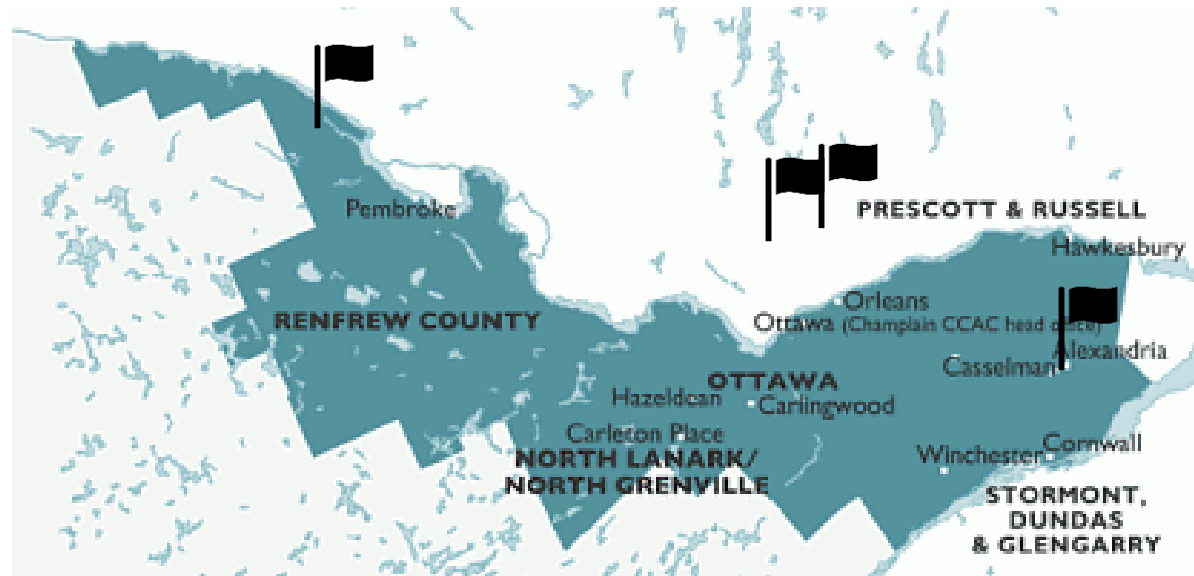 Pembroke
PRESCOTT & RUSSELL
Hawkesbury
Orleans
Ottawa (Champlain CCAC head office)
RENFREW COUNTY
Alexandria
Casselman
OTTAWA
Hazeldean
Carlingwood
Carleton Place
Cornwall
Winchester
NORTH LANARK/
NORTH GRENVILLE
STORMONT,
DUNDAS
& GLENGARRY